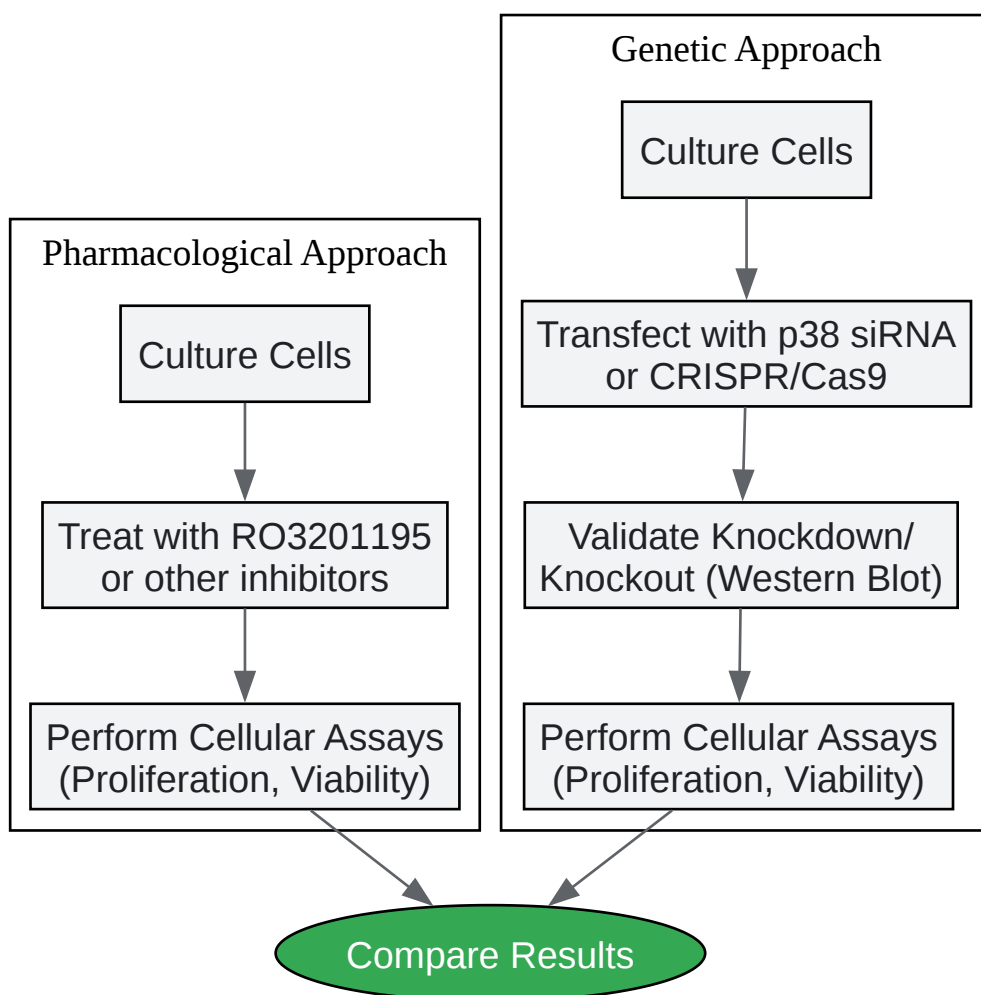 Pharmacological Approach
Culture Cells
Treat with RO3201195
or other inhibitors
Perform Cellular Assays
(Proliferation, Viability)
Genetic Approach
Culture Cells
Transfect with p38 siRNA
or CRISPR/Cas9
Validate Knockdown/
Knockout (Western Blot)
Perform Cellular Assays
(Proliferation, Viability)
Compare Results